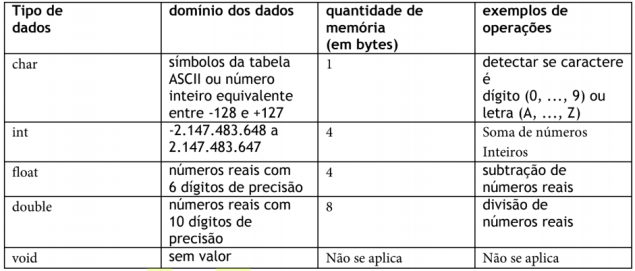 Tipo de dados domínio dos dados quantidade de memória (em bytes) exemplos de operações
char símbolos da tabela ASCII ou número inteiro equivalente entre -128 e +127 1 detectar se caractere é dígito (0, ..., 9) ou letra (A, ..., Z)
int -2.147.483.648 a 2.147.483.647 4 Soma de números Inteiros
float números reais com 6 dígitos de precisão 4 subtração de números reais
double números reais com 10 dígitos de precisão 8 divisão de números reais
void sem valor Não se aplica Não se aplica